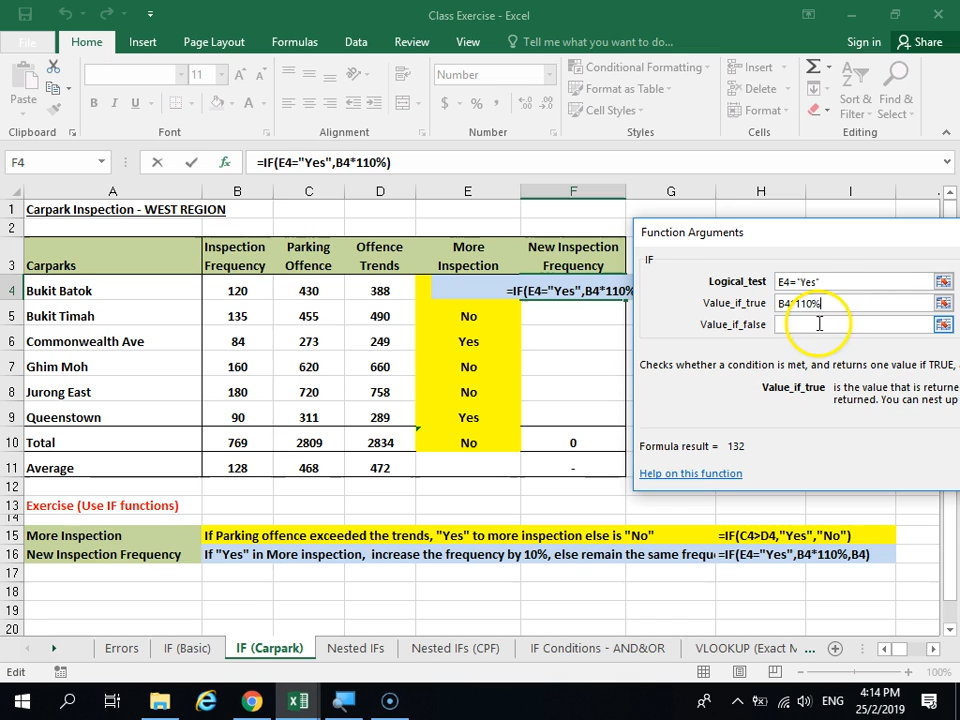 Class Exercise - Excel
File Home Insert Page Layout Formulas Data Review View Tell me what you want to do... Sign in Share
Paste 11 A A B I U A Number $ % , .00 Conditional Formatting Format as Table Cell Styles Insert Delete Format Sort & Filter Find & Select
Clipboard Font Alignment Number Styles Cells Editing
F4 fx =IF(E4="Yes",B4*110%)
A B C D E F G H I
1 Carpark Inspection - WEST REGION
2
Inspection Parking Offence More New Inspection
3 Carparks Frequency Offence Trends Inspection Frequency
4 Bukit Batok 120 430 388 =IF(E4="Yes",B4*110%
5 Bukit Timah 135 455 490 No
6 Commonwealth Ave 84 273 249 Yes
7 Ghim Moh 160 620 660 No
8 Jurong East 180 720 758 No
9 Queenstown 90 311 289 Yes
10 Total 769 2809 2834 No 0
11 Average 128 468 472 -
12
13 Exercise (Use IF functions)
14
15 More Inspection If Parking offence exceeded the trends, "Yes" to more inspection else is "No" =IF(C4>D4,"Yes","No")
16 New Inspection Frequency If "Yes" in More inspection, increase the frequency by 10%, else remain the same freque =IF(E4="Yes",B4*110%,B4)
17
18
19
20
Function Arguments
IF
Logical_test E4="Yes"
Value_if_true B4*110%
Value_if_false
Checks whether a condition is met, and returns one value if TRUE,
Value_if_true is the value that is returne
returned. You can nest up
Formula result = 132
Help on this function
Errors IF (Basic) IF (Carpark) Nested IFs Nested IFs (CPF) IF Conditions - AND&OR VLOOKUP (Exact M ...
Edit 100%
ENG 4:14 PM
25/2/2019